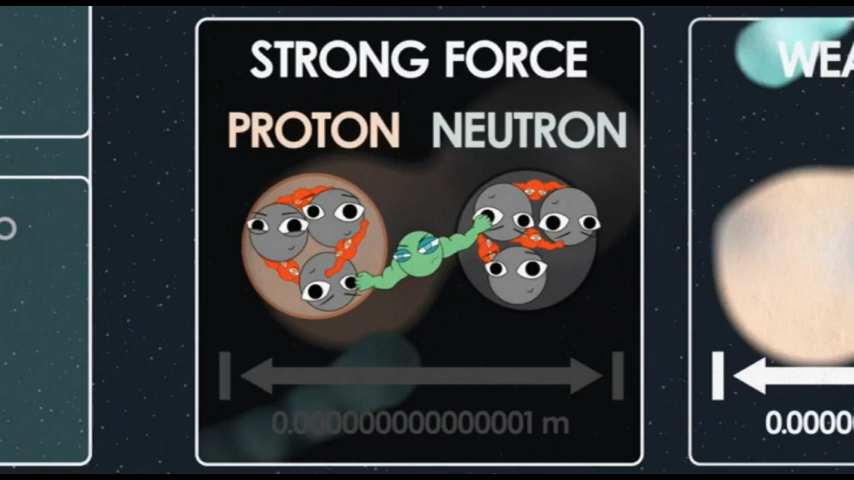 STRONG FORCE
PROTON NEUTRON
0.000000000000001 m
WEA
0.0000